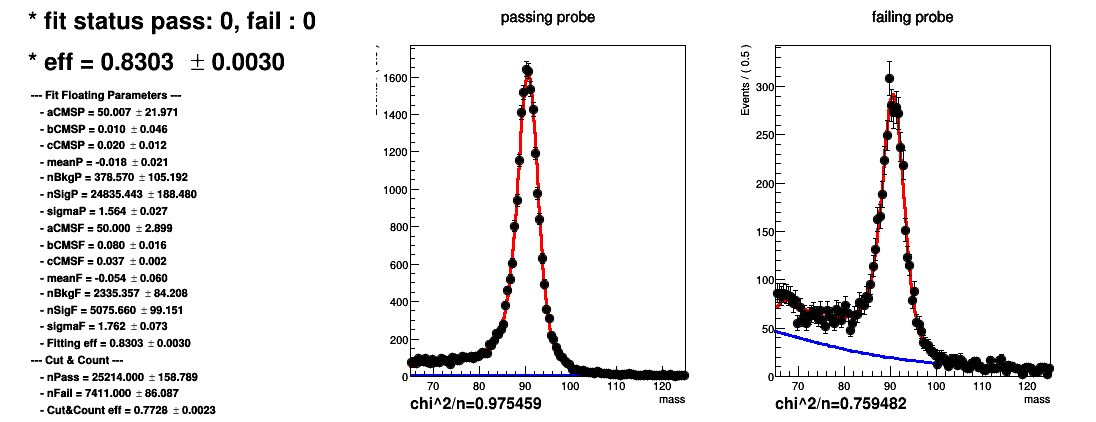 * fit status pass: 0, fail : 0
* eff = 0.8303 ± 0.0030
--- Fit Floating Parameters ---
- aCMSP = 50.007 ± 21.971
- bCMSP = 0.010 ± 0.046
- cCMSP = 0.020 ± 0.012
- meanP = -0.018 ± 0.021
- nBkgP = 378.570 ± 105.192
- nSigP = 24835.443 ± 188.480
- sigmaP = 1.564 ± 0.027
- aCMSF = 50.000 ± 2.899
- bCMSF = 0.080 ± 0.016
- cCMSF = 0.037 ± 0.002
- meanF = -0.054 ± 0.060
- nBkgF = 2335.357 ± 84.208
- nSigF = 5075.660 ± 99.151
- sigmaF = 1.762 ± 0.073
- Fitting eff = 0.8303 ± 0.0030
--- Cut & Count ---
- nPass = 25214.000 ± 158.789
- nFail = 7411.000 ± 86.087
- Cut&Count eff = 0.7728 ± 0.0023
passing probe
1600
1400
1200
1000
800
600
400
200
0
70 80 90 100 110 120
mass
chi^2/n=0.975459
failing probe
Events / ( 0.5 )
300
250
200
150
100
50
0
70 80 90 100 110 120
mass
chi^2/n=0.759482